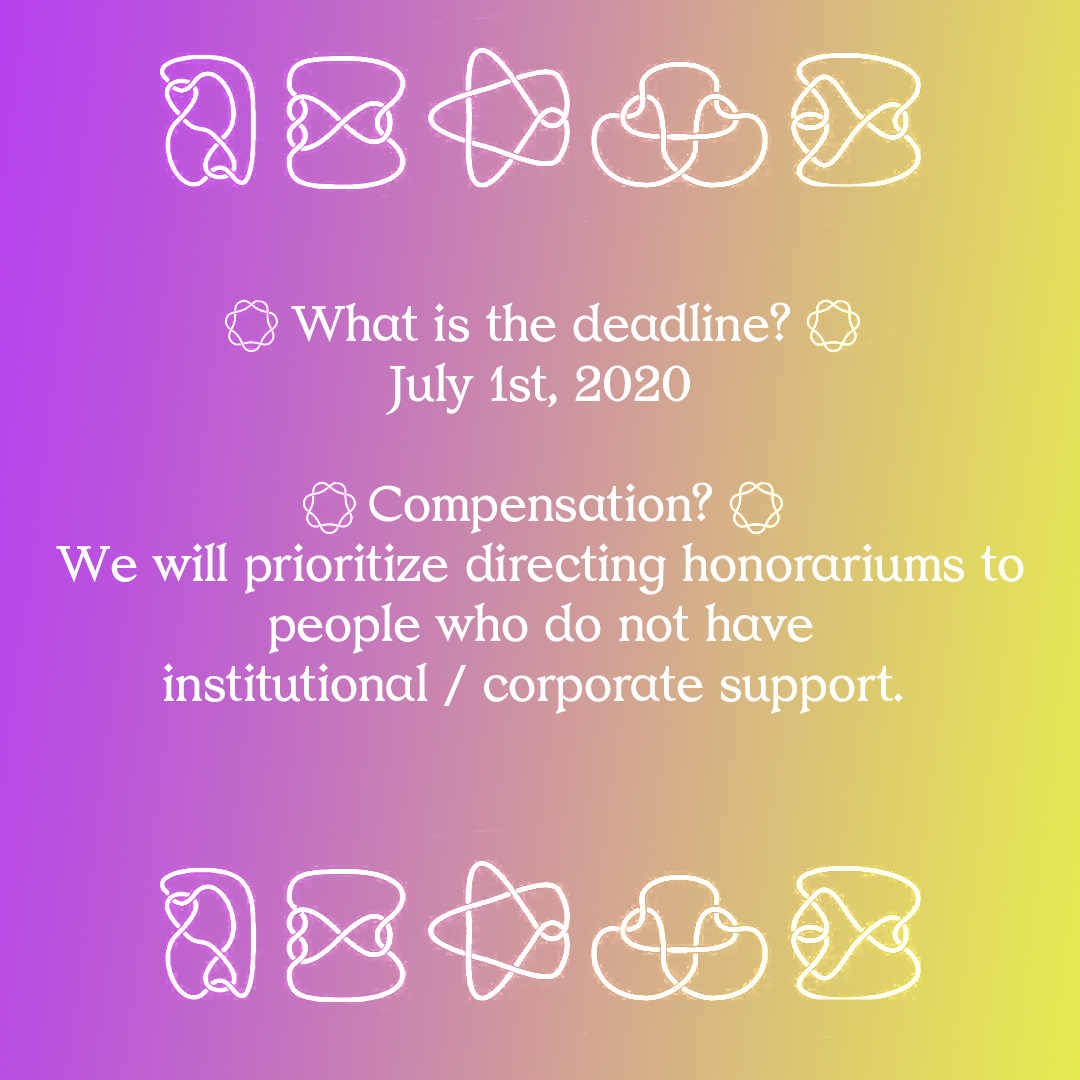 What is the deadline?
July 1st, 2020
Compensation?
We will prioritize directing honorariums to
people who do not have
institutional / corporate support.